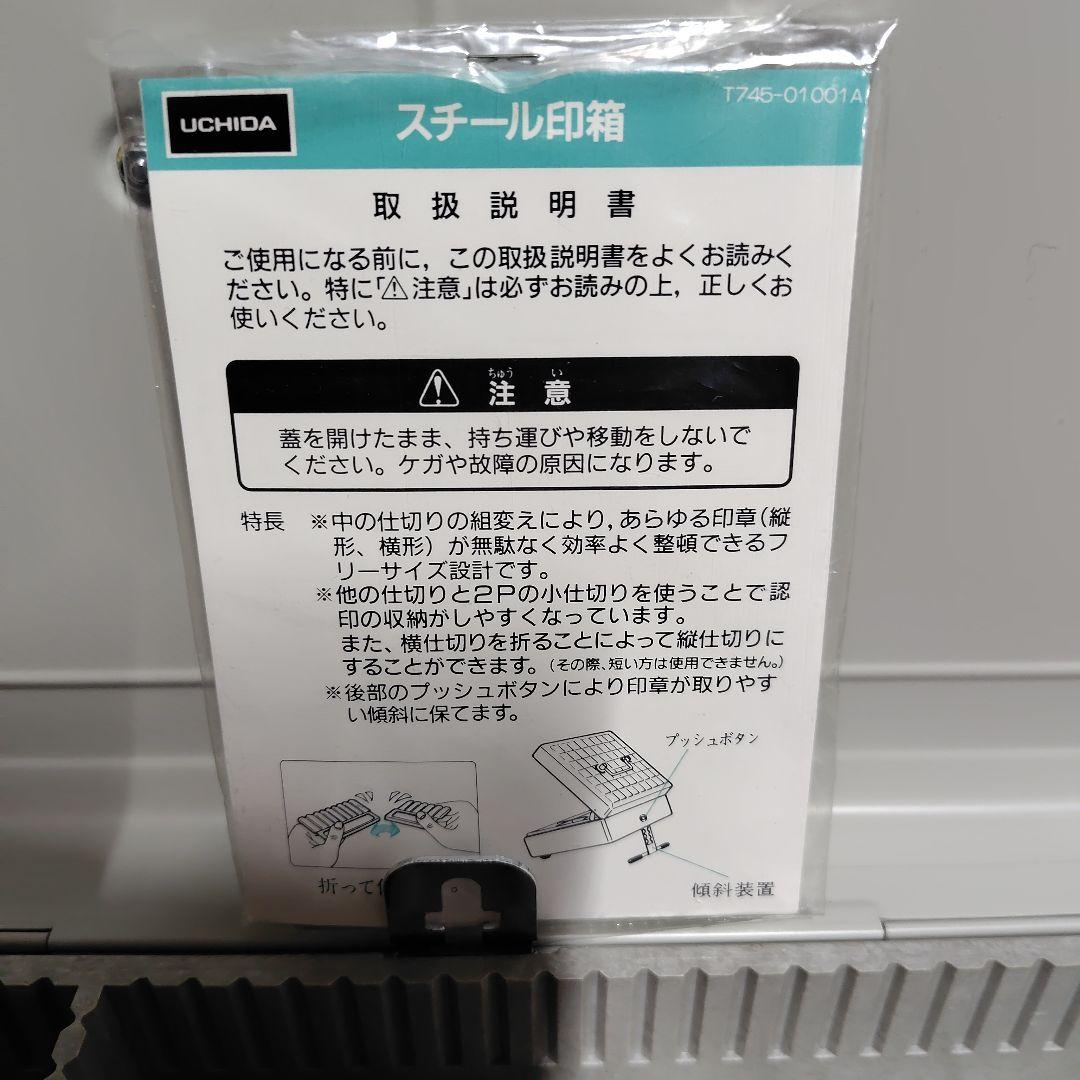 UCHIDA
スチール印箱
T745-01001A
取扱説明書
ご使用になる前に，この取扱説明書をよくお読みく
ださい。特に「⚠注意」は必ずお読みの上，正しくお
使いください。
ちゅう い
⚠ 注意
蓋を開けたまま、持ち運びや移動をしないで
ください。ケガや故障の原因になります。
特長 ※中の仕切りの組変えにより，あらゆる印章（縦
形、横形）が無駄なく効率よく整頓できるフ
リーサイズ設計です。
※他の仕切りと2Pの小仕切りを使うことで認
印の収納がしやすくなっています。
また、横仕切りを折ることによって縦仕切りに
することができます。（その際、短い方は使用できません。）
※後部のプッシュボタンにより印章が取りやす
い傾斜に保てます。
プッシュボタン
折って
傾斜装置